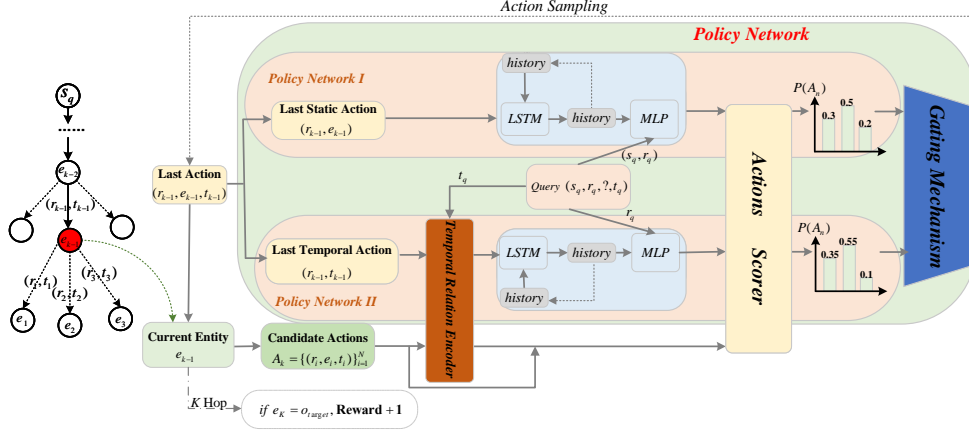 Action Sampling
Policy Network
Policy Network I
Last Static Action
(r_{k-1}, e_{k-1})
history
LSTM
history
MLP
P(A_n)
0.3
0.5
0.2
Gating Mechanism
Actions Scorer
s_q
e_{k-2}
(r_{k-1}, t_{k-1})
e_{k-1}
(r_1, t_1)
(r_2, t_2)
(r_3, t_3)
e_1
e_2
e_3
Last Action
(r_{k-1}, e_{k-1}, t_{k-1})
(s_q, r_q)
Query (s_q, r_q, ?, t_q)
t_q
r_q
Last Temporal Action
(r_{k-1}, t_{k-1})
Policy Network II
Temporal Relation Encoder
LSTM
history
MLP
history
P(A_n)
0.35
0.55
0.1
Current Entity
e_{k-1}
Candidate Actions
A_k = {(r_i, e_i, t_i)}_{i=1}^N
K Hop
if e_K = o_{target}, Reward + 1